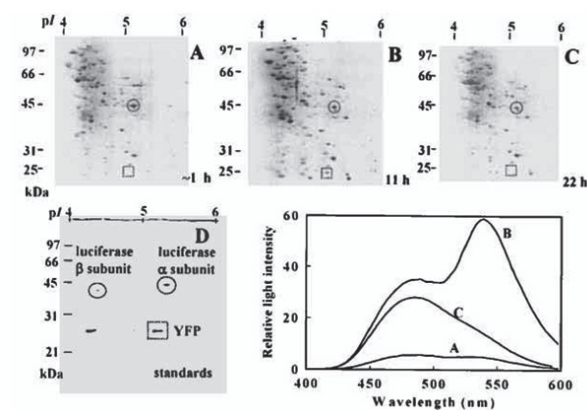 pI 4 5 6
4 5 6
4 5 6
A
B
C
97
66
45
31
25
kDa
~1 h
97
66
45
31
25
11 h
97
66
45
31
25
22 h
pI 4 5 6
D
97
66
45
31
21
kDa
luciferase
β subunit
luciferase
α subunit
YFP
standards
Relative light intensity
60
40
20
0
B
C
A
400 450 500 550 600
Wavelength (nm)